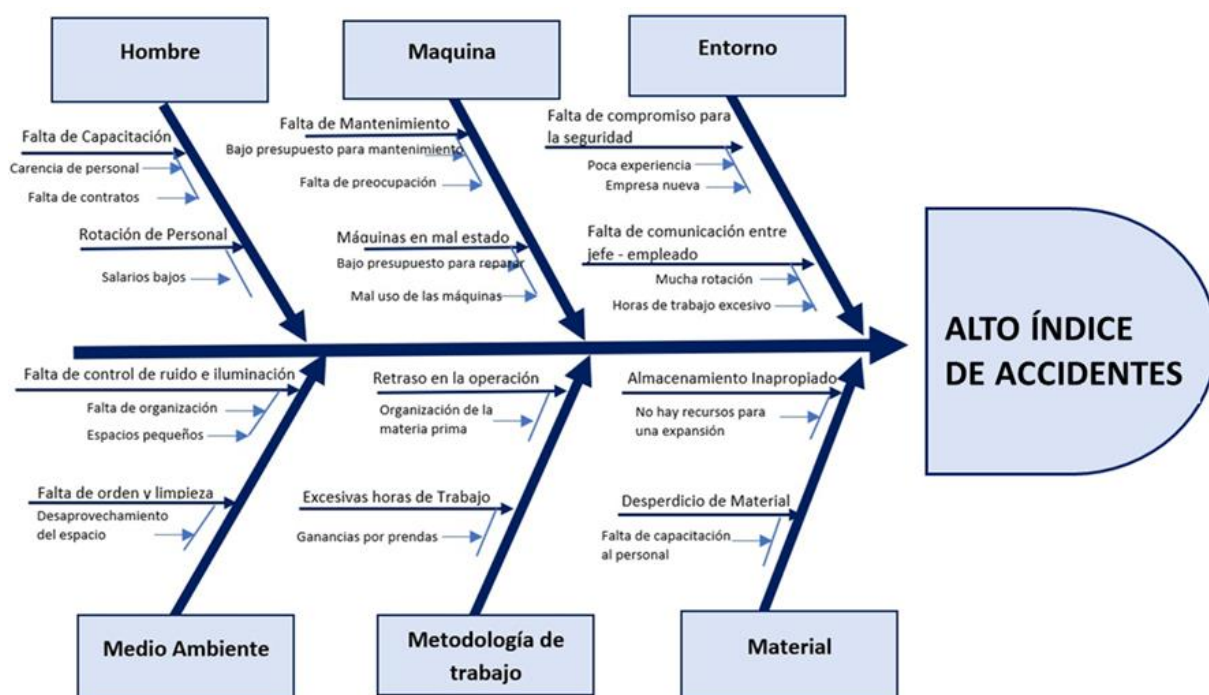 Hombre
Maquina
Entorno
Falta de Capacitación
Carencia de personal
Falta de contratos
Rotación de Personal
Salarios bajos
Falta de Mantenimiento
Bajo presupuesto para mantenimiento
Falta de preocupación
Máquinas en mal estado
Bajo presupuesto para reparar
Mal uso de las máquinas
Falta de compromiso para
la seguridad
Poca experiencia
Empresa nueva
Falta de comunicación entre
jefe - empleado
Mucha rotación
Horas de trabajo excesivo
ALTO ÍNDICE
DE ACCIDENTES
Falta de control de ruido e iluminación
Falta de organización
Espacios pequeños
Falta de orden y limpieza
Desaprovechamiento
del espacio
Retraso en la operación
Organización de la
materia prima
Excesivas horas de Trabajo
Ganancias por prendas
Almacenamiento Inapropiado
No hay recursos para
una expansión
Desperdicio de Material
Falta de capacitación
al personal
Medio Ambiente
Metodología de
trabajo
Material